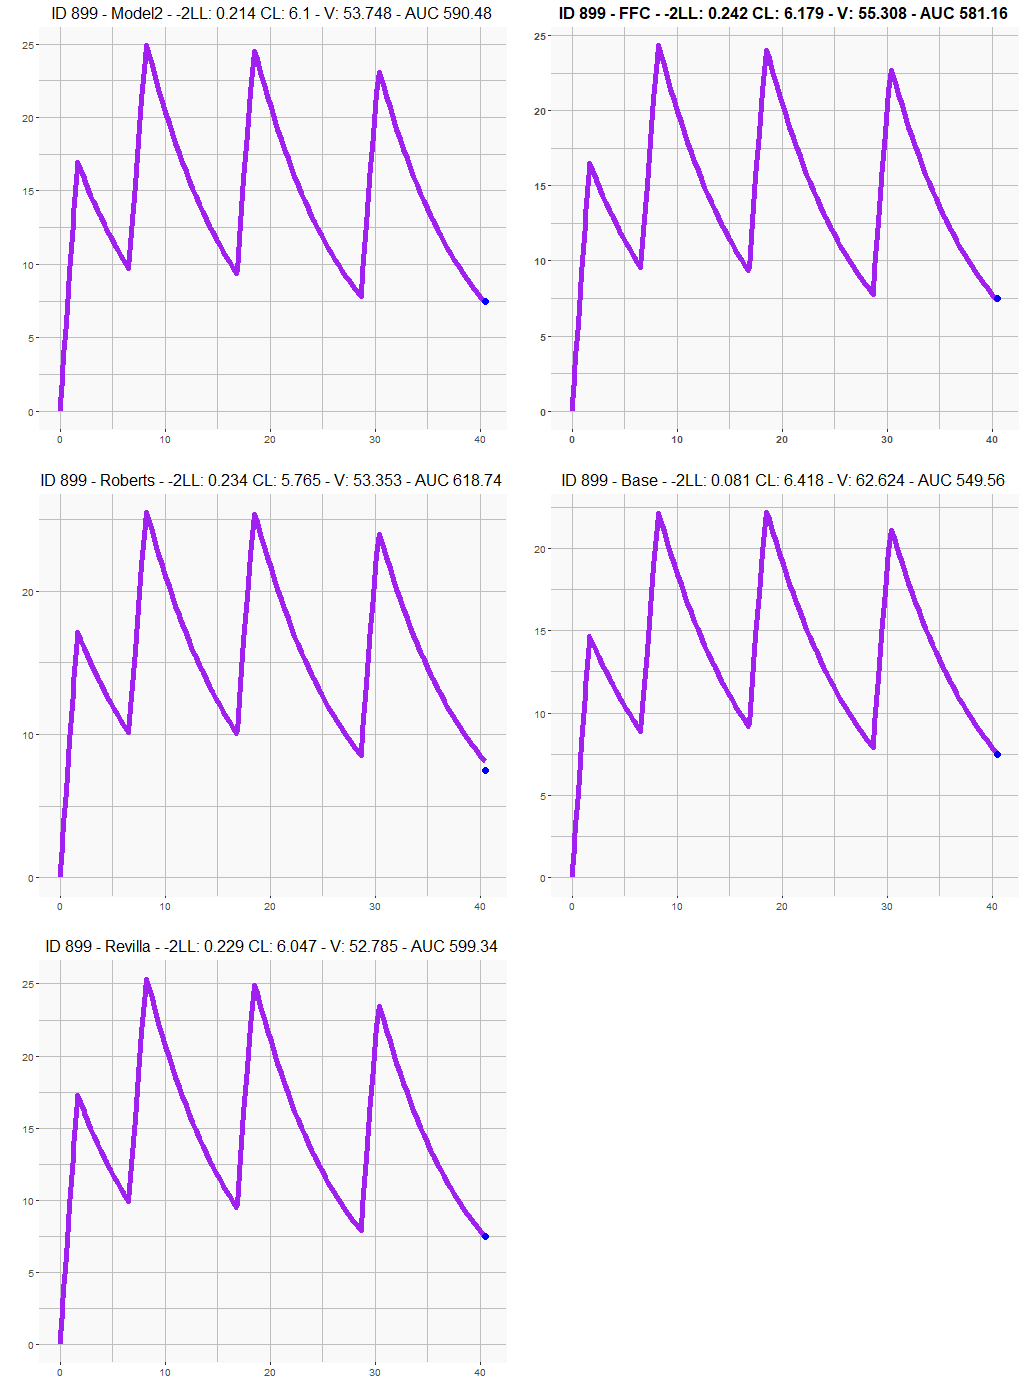 ID 899 - Model2 - -2LL: 0.214 CL: 6.1 - V: 53.748 - AUC 590.48
25
20
15
10
5
0
0 10 20 30 40
ID 899 - FFC - -2LL: 0.242 CL: 6.179 - V: 55.308 - AUC 581.16
25
20
15
10
5
0
0 10 20 30 40
ID 899 - Roberts - -2LL: 0.234 CL: 5.765 - V: 53.353 - AUC 618.74
20
10
0
0 10 20 30 40
ID 899 - Base - -2LL: 0.081 CL: 6.418 - V: 62.624 - AUC 549.56
20
15
10
5
0
0 10 20 30 40
ID 899 - Revilla - -2LL: 0.229 CL: 6.047 - V: 52.785 - AUC 599.34
25
20
15
10
5
0
0 10 20 30 40